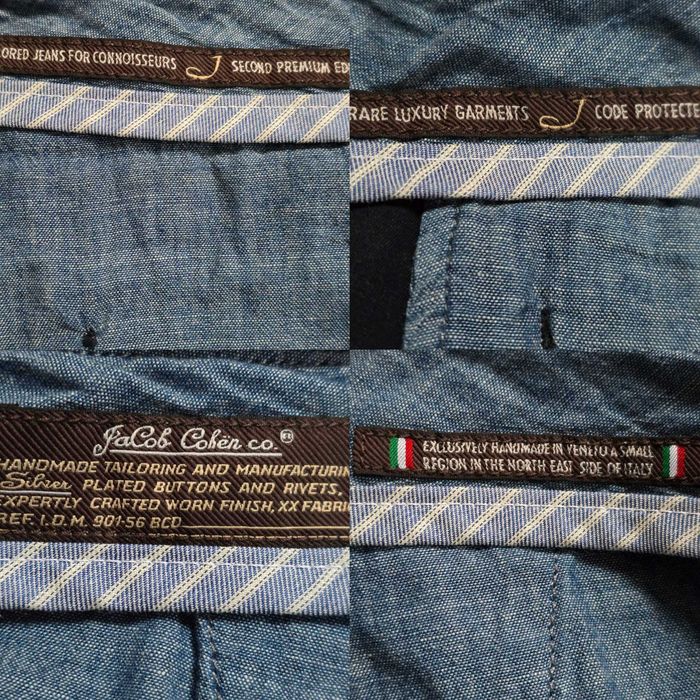 ORED JEANS FOR CONNOISSEURS J SECOND PREMIUM ED
RARE LUXURY GARMENTS J CODE PROTECTE
JaCob Cohën co.®
HANDMADE TAILORING AND MANUFACTURIN
Silver PLATED BUTTONS AND RIVETS.
EXPERTLY CRAFTED WORN FINISH, XX FABRI
REF. I.D.M. 901-56 BCD
EXCLUSIVELY HANDMADE IN VENETO A SMALL
REGION IN THE NORTH EAST SIDE OF ITALY